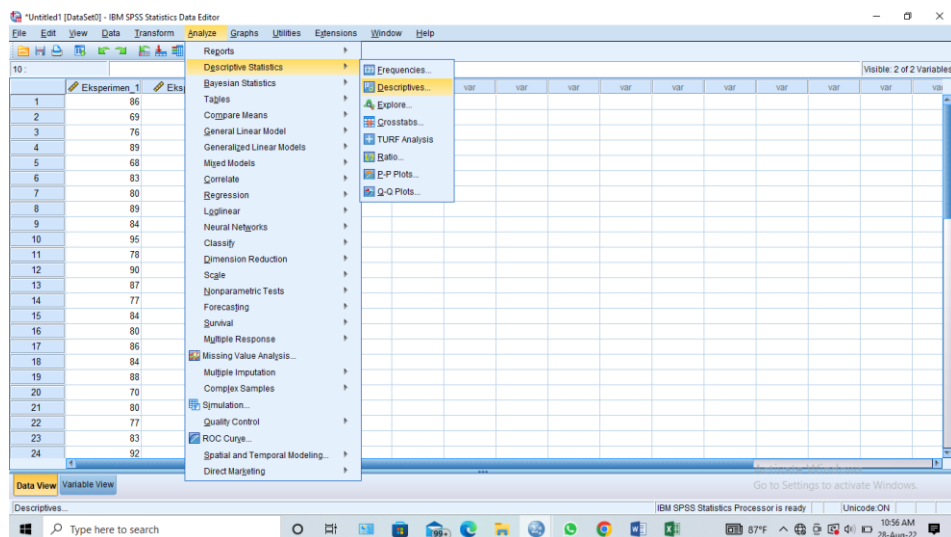 *Untitled1 [DataSet0] - IBM SPSS Statistics Data Editor
File Edit View Data Transform Analyze Graphs Utilities Extensions Window Help
10 :
Visible: 2 of 2 Variables
Eksperimen_1 Eksp
var var var var var var var var var
1 86
2 69
3 76
4 89
5 68
6 83
7 80
8 89
9 84
10 95
11 78
12 90
13 87
14 77
15 84
16 80
17 86
18 84
19 88
20 70
21 80
22 77
23 83
24 92
Reports
Descriptive Statistics
Bayesian Statistics
Tables
Compare Means
General Linear Model
Generalized Linear Models
Mixed Models
Correlate
Regression
Loglinear
Neural Networks
Classify
Dimension Reduction
Scale
Nonparametric Tests
Forecasting
Survival
Multiple Response
Missing Value Analysis...
Multiple Imputation
Complex Samples
Simulation...
Quality Control
ROC Curve...
Spatial and Temporal Modeling...
Direct Marketing
Frequencies...
Descriptives...
Explore...
Crosstabs...
TURF Analysis
Ratio...
P-P Plots...
Q-Q Plots...
Data View Variable View
Go to Settings to activate Windows.
Descriptives...
IBM SPSS Statistics Processor is ready
Unicode:ON
Type here to search
99+
87°F
10:56 AM
28-Aug-22